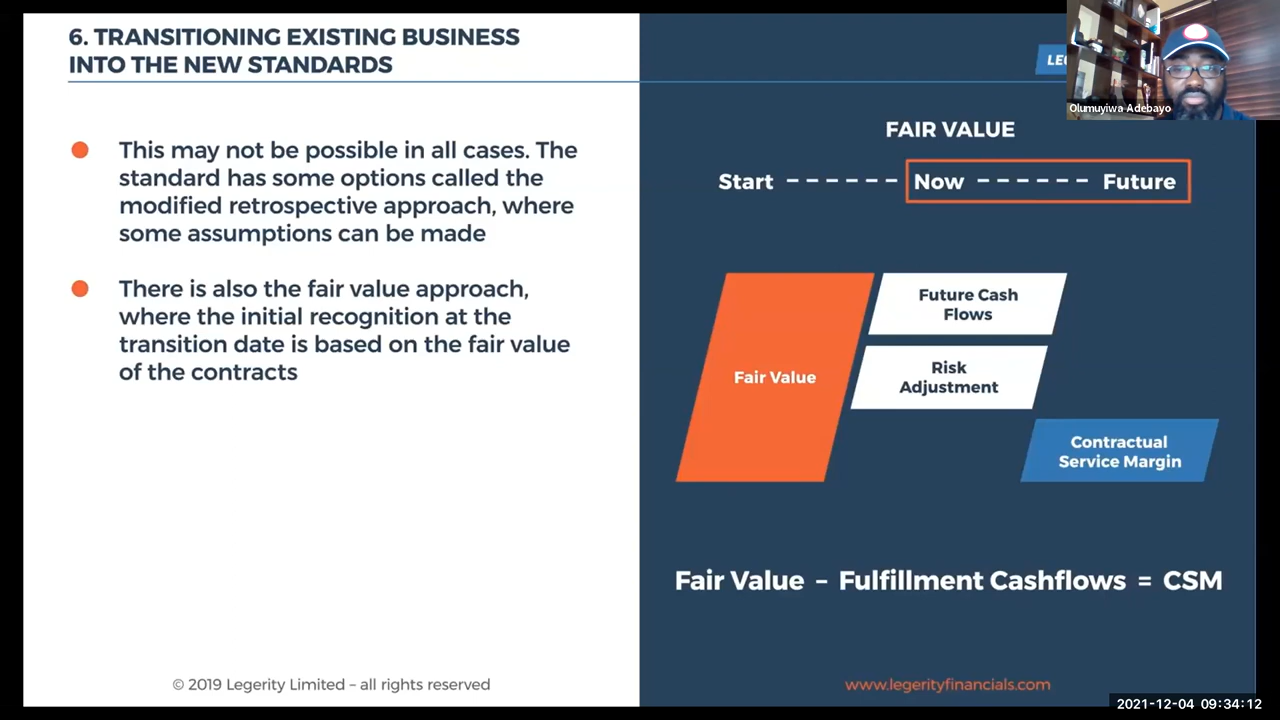 6. TRANSITIONING EXISTING BUSINESS
INTO THE NEW STANDARDS
This may not be possible in all cases. The
standard has some options called the
modified retrospective approach, where
some assumptions can be made
There is also the fair value approach,
where the initial recognition at the
transition date is based on the fair value
of the contracts
© 2019 Legerity Limited – all rights reserved
Olumuyiwa Adebayo
FAIR VALUE
Start ------ Now ------ Future
Fair Value
Future Cash
Flows
Risk
Adjustment
Contractual
Service Margin
Fair Value – Fulfillment Cashflows = CSM
www.legerityfinancials.com
2021-12-04 09:34:12